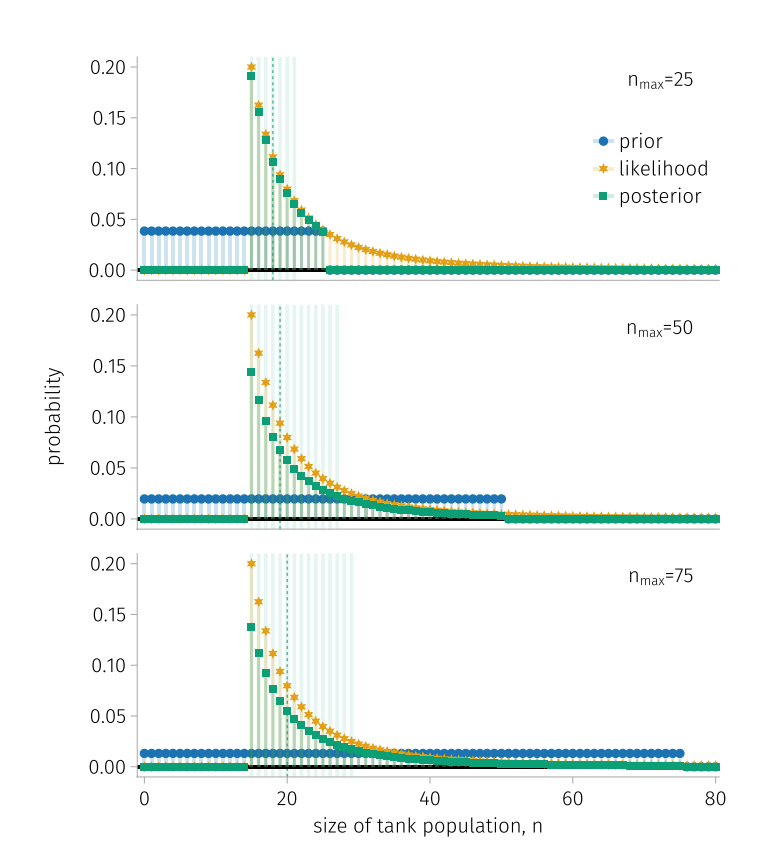 0.20
0.15
0.10
0.05
0.00
n_max=25
prior
likelihood
posterior
0.20
0.15
0.10
0.05
0.00
n_max=50
probability
0.20
0.15
0.10
0.05
0.00
n_max=75
0 20 40 60 80
size of tank population, n